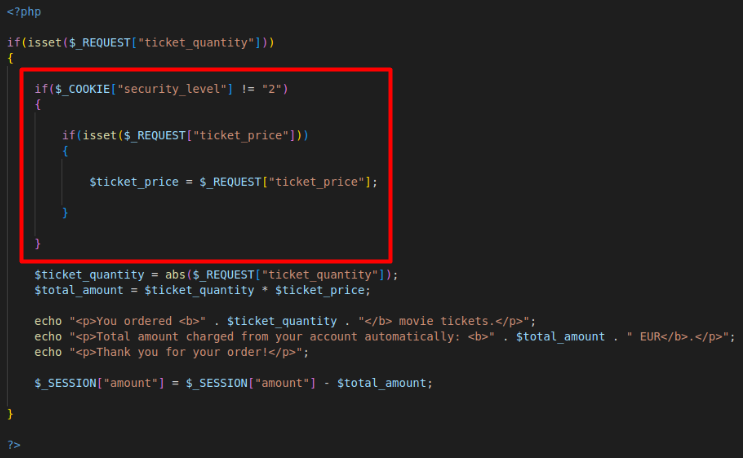 <?php
if(isset($_REQUEST["ticket_quantity"]))
{
if($_COOKIE["security_level"] != "2")
{
if(isset($_REQUEST["ticket_price"]))
{
$ticket_price = $_REQUEST["ticket_price"];
}
}
$ticket_quantity = abs($_REQUEST["ticket_quantity"]);
$total_amount = $ticket_quantity * $ticket_price;
echo "<p>You ordered <b>" . $ticket_quantity . "</b> movie tickets.</p>";
echo "<p>Total amount charged from your account automatically: <b>" . $total_amount . " EUR</b>.</p>";
echo "<p>Thank you for your order!</p>";
$_SESSION["amount"] = $_SESSION["amount"] - $total_amount;
}
?>